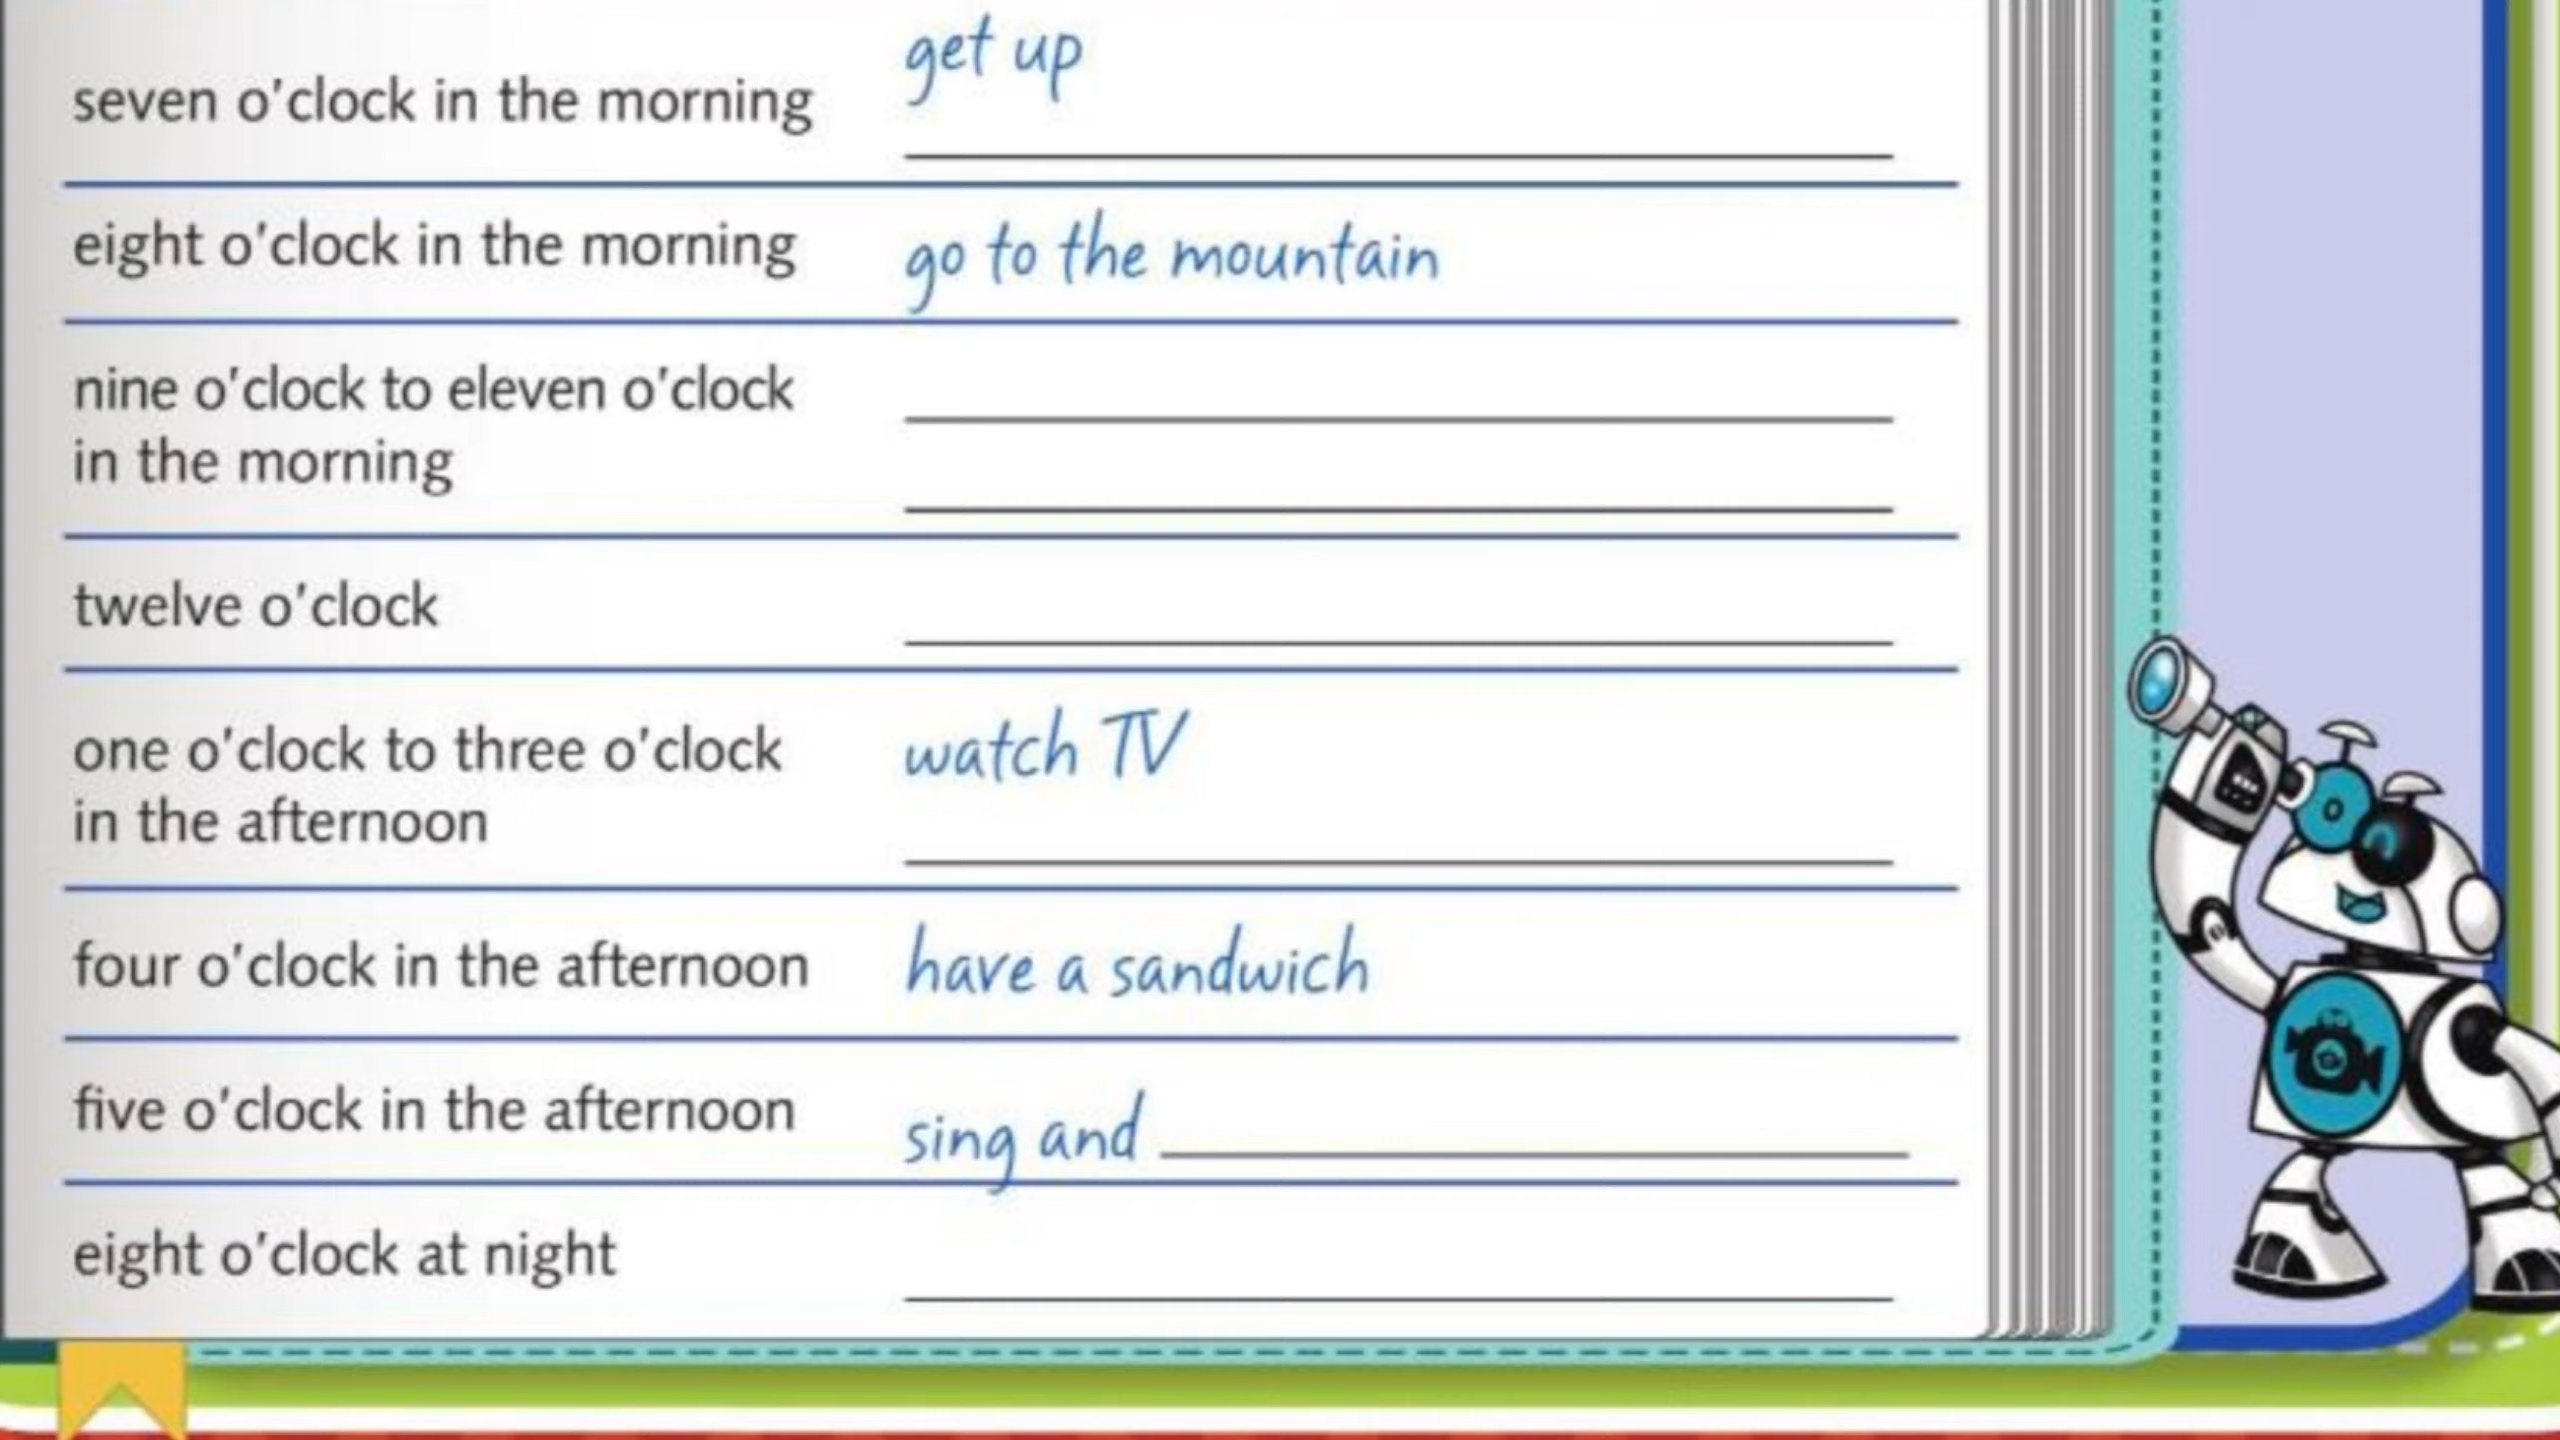 get up
seven o'clock in the morning
eight o'clock in the morning go to the mountain
nine o'clock to eleven o'clock
in the morning
twelve o'clock
one o'clock to three o'clock watch TV
in the afternoon
four o'clock in the afternoon have a sandwich
five o'clock in the afternoon sing and
eight o'clock at night